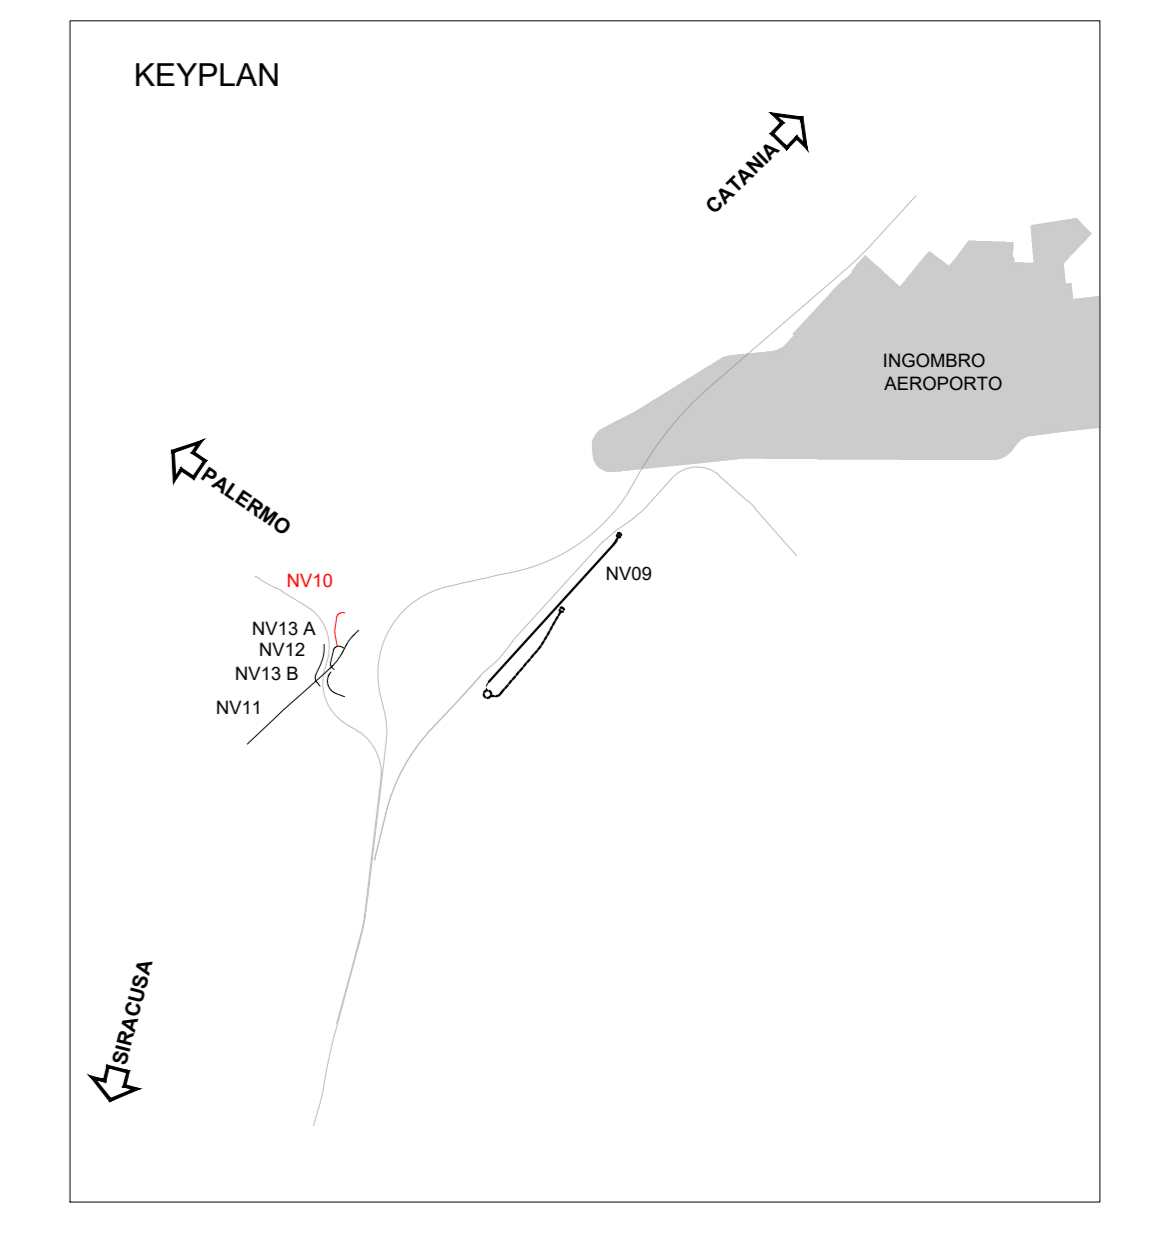 KEYPLAN
CATANIA
INGOMBRO
AEROPORTO
PALERMO
NV09
NV10
NV13 A
NV12
NV13 B
NV11
SIRACUSA